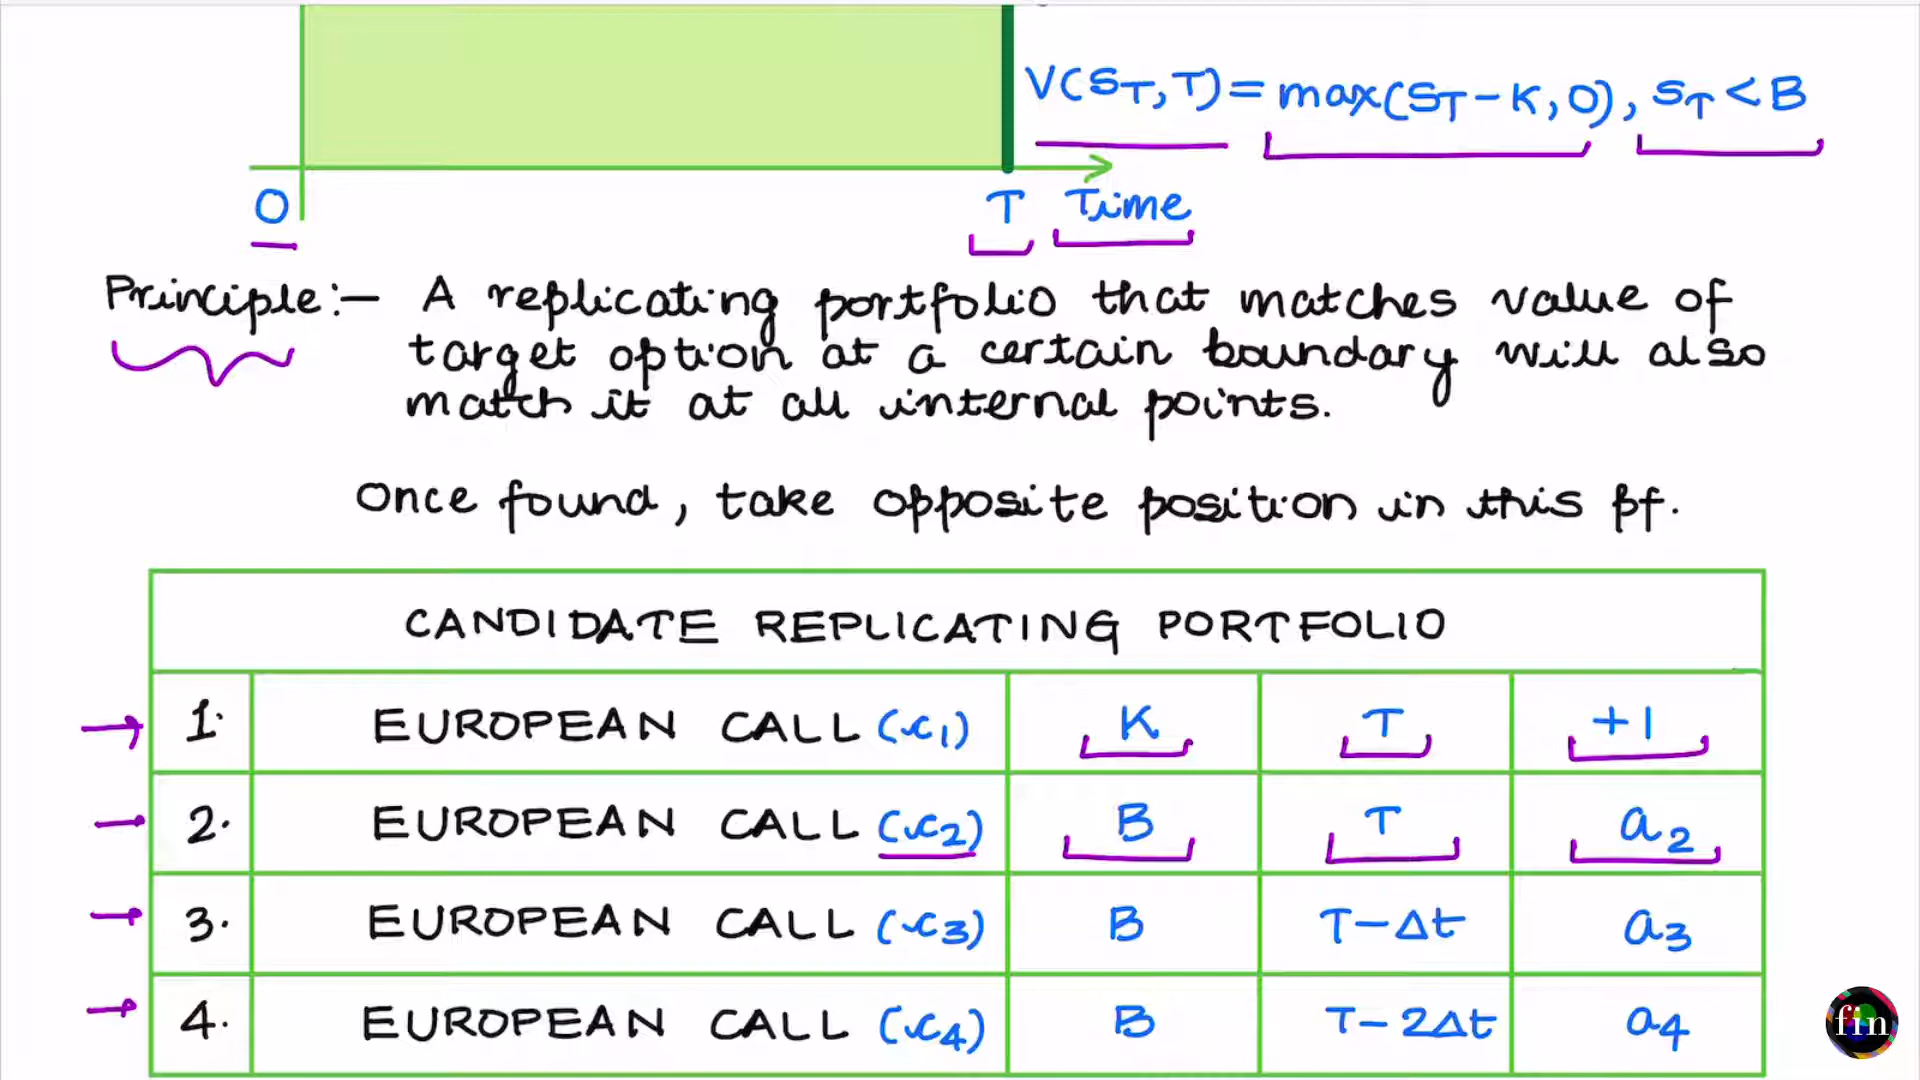 V(S_T, T) = max(S_T - K, 0), S_T < B
0 T Time
Principle:- A replicating portfolio that matches value of
target option at a certain boundary will also
match it at all internal points.
Once found, take opposite position in this pf.
CANDIDATE REPLICATING PORTFOLIO
1. EUROPEAN CALL (c1) K T +1
2. EUROPEAN CALL (c2) B T a2
3. EUROPEAN CALL (c3) B T-Δt a3
4. EUROPEAN CALL (c4) B T-2Δt a4
fin